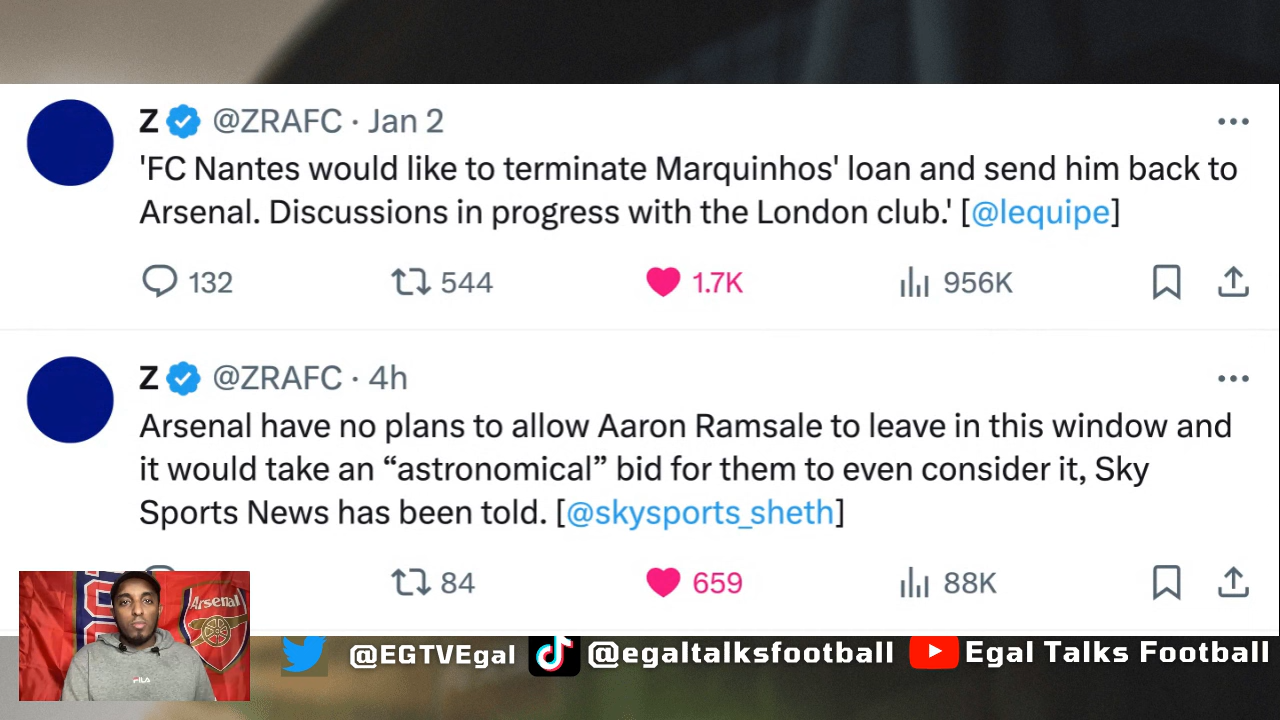 Z @ZRAFC · Jan 2
'FC Nantes would like to terminate Marquinhos' loan and send him back to
Arsenal. Discussions in progress with the London club.' [@lequipe]
132 544 1.7K 956K
Z @ZRAFC · 4h
Arsenal have no plans to allow Aaron Ramsale to leave in this window and
it would take an “astronomical” bid for them to even consider it, Sky
Sports News has been told. [@skysports_sheth]
84 659 88K
Arsenal
FILA
@EGTVEgal @egaltalksfootball Egal Talks Football